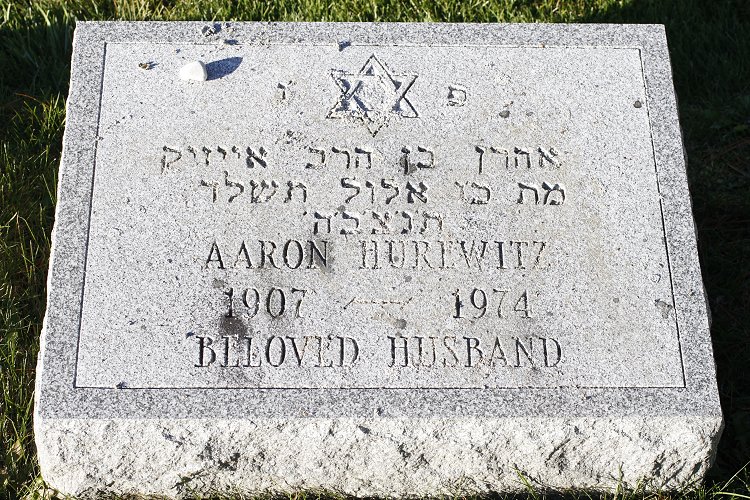 פ נ
אהרן בן הרב אייזיק
מת כו אלול תשלד
תנצבה
AARON HUREWITZ
1907 — 1974
BELOVED HUSBAND